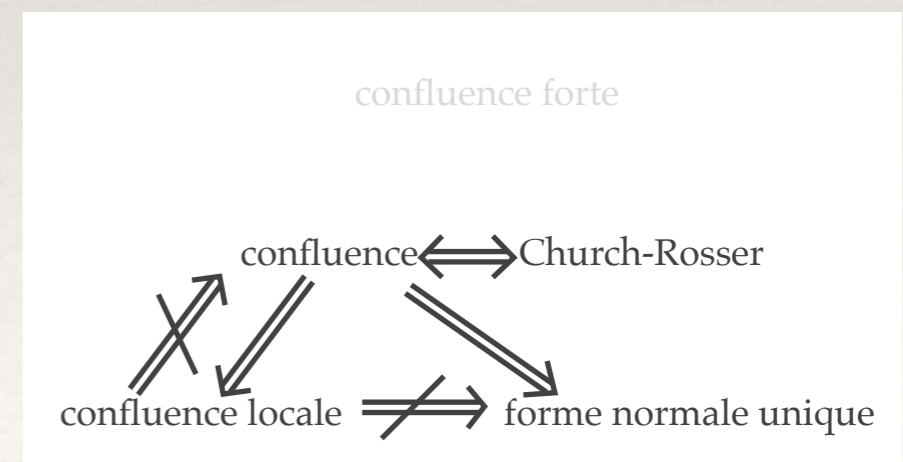 confluence forte
confluence Church-Rosser
confluence locale forme normale unique